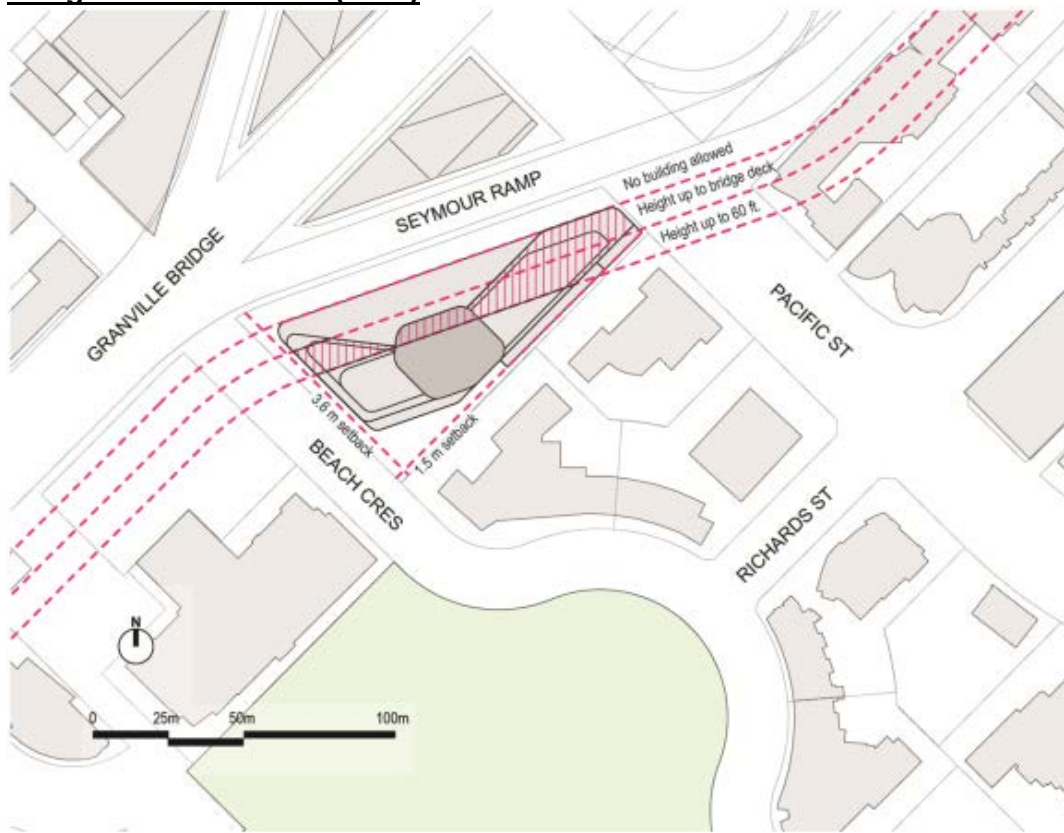 SEYMOUR RAMP
No building allowed
Height up to bridge deck
Height up to 60 ft.
GRANVILLE BRIDGE
PACIFIC ST
3.6 m setback
1.5 m setback
BEACH CRES
RICHARDS ST
N
0 25m 50m 100m